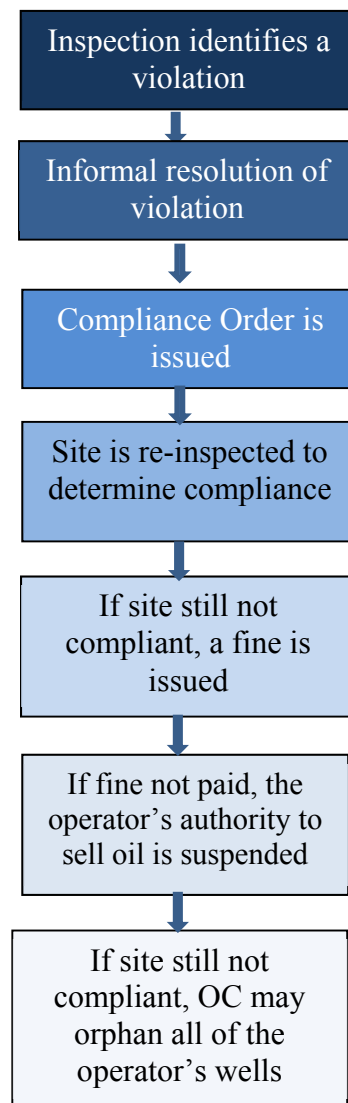 Inspection identifies a
violation
Informal resolution of
violation
Compliance Order is
issued
Site is re-inspected to
determine compliance
If site still not
compliant, a fine is
issued
If fine not paid, the
operator’s authority to
sell oil is suspended
If site still not
compliant, OC may
orphan all of the
operator’s wells